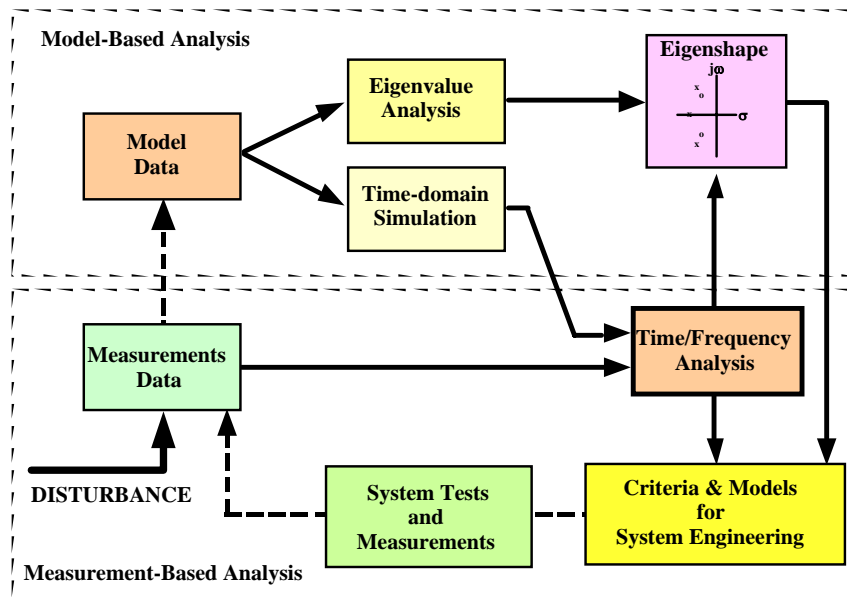 Model-Based Analysis
Eigenvalue
Analysis
Eigenshape
jω
x
o
x
σ
o
x
Model
Data
Time-domain
Simulation
Measurements
Data
Time/Frequency
Analysis
DISTURBANCE
System Tests
and
Measurements
Criteria & Models
for
System Engineering
Measurement-Based Analysis